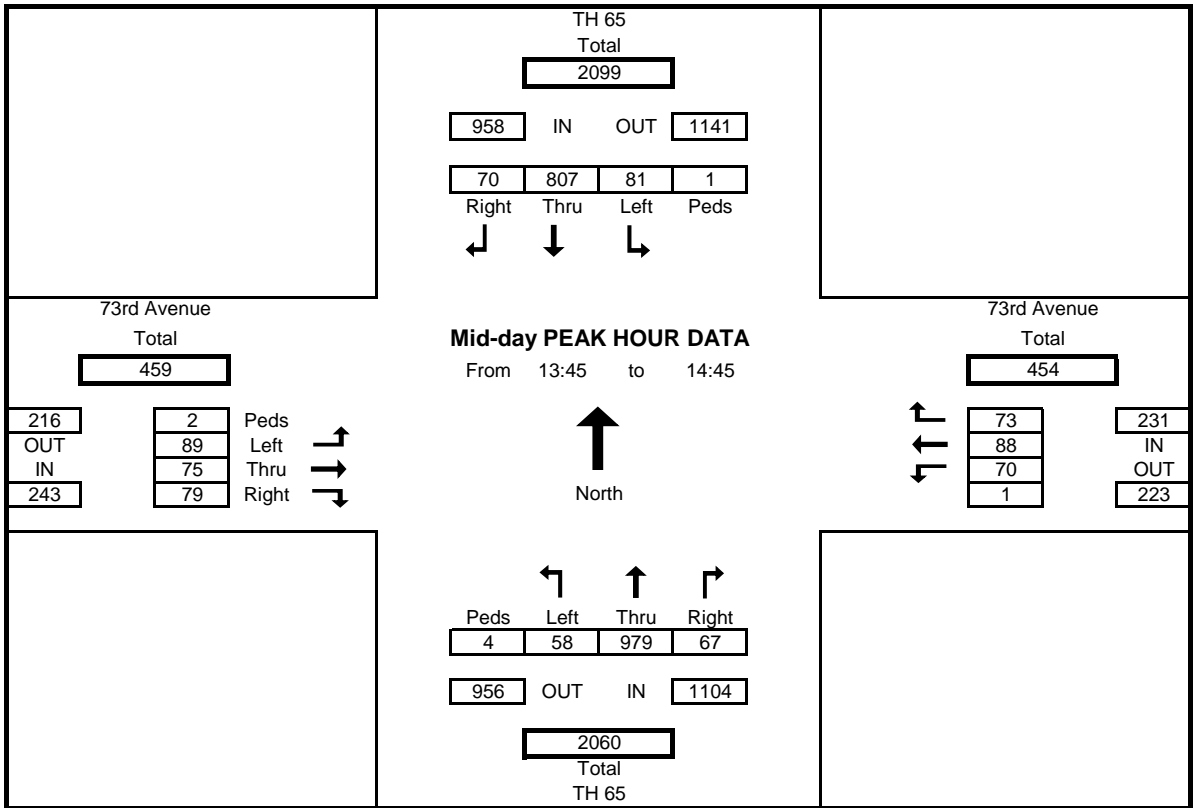 TH 65
Total
2099
958 IN OUT 1141
70 807 81 1
Right Thru Left Peds
73rd Avenue
Total
459
216
OUT
IN
243
2 Peds
89 Left
75 Thru
79 Right
Mid-day PEAK HOUR DATA
From 13:45 to 14:45
North
73rd Avenue
Total
454
73
88
70
1
231
IN
OUT
223
Peds Left Thru Right
4 58 979 67
956 OUT IN 1104
2060
Total
TH 65